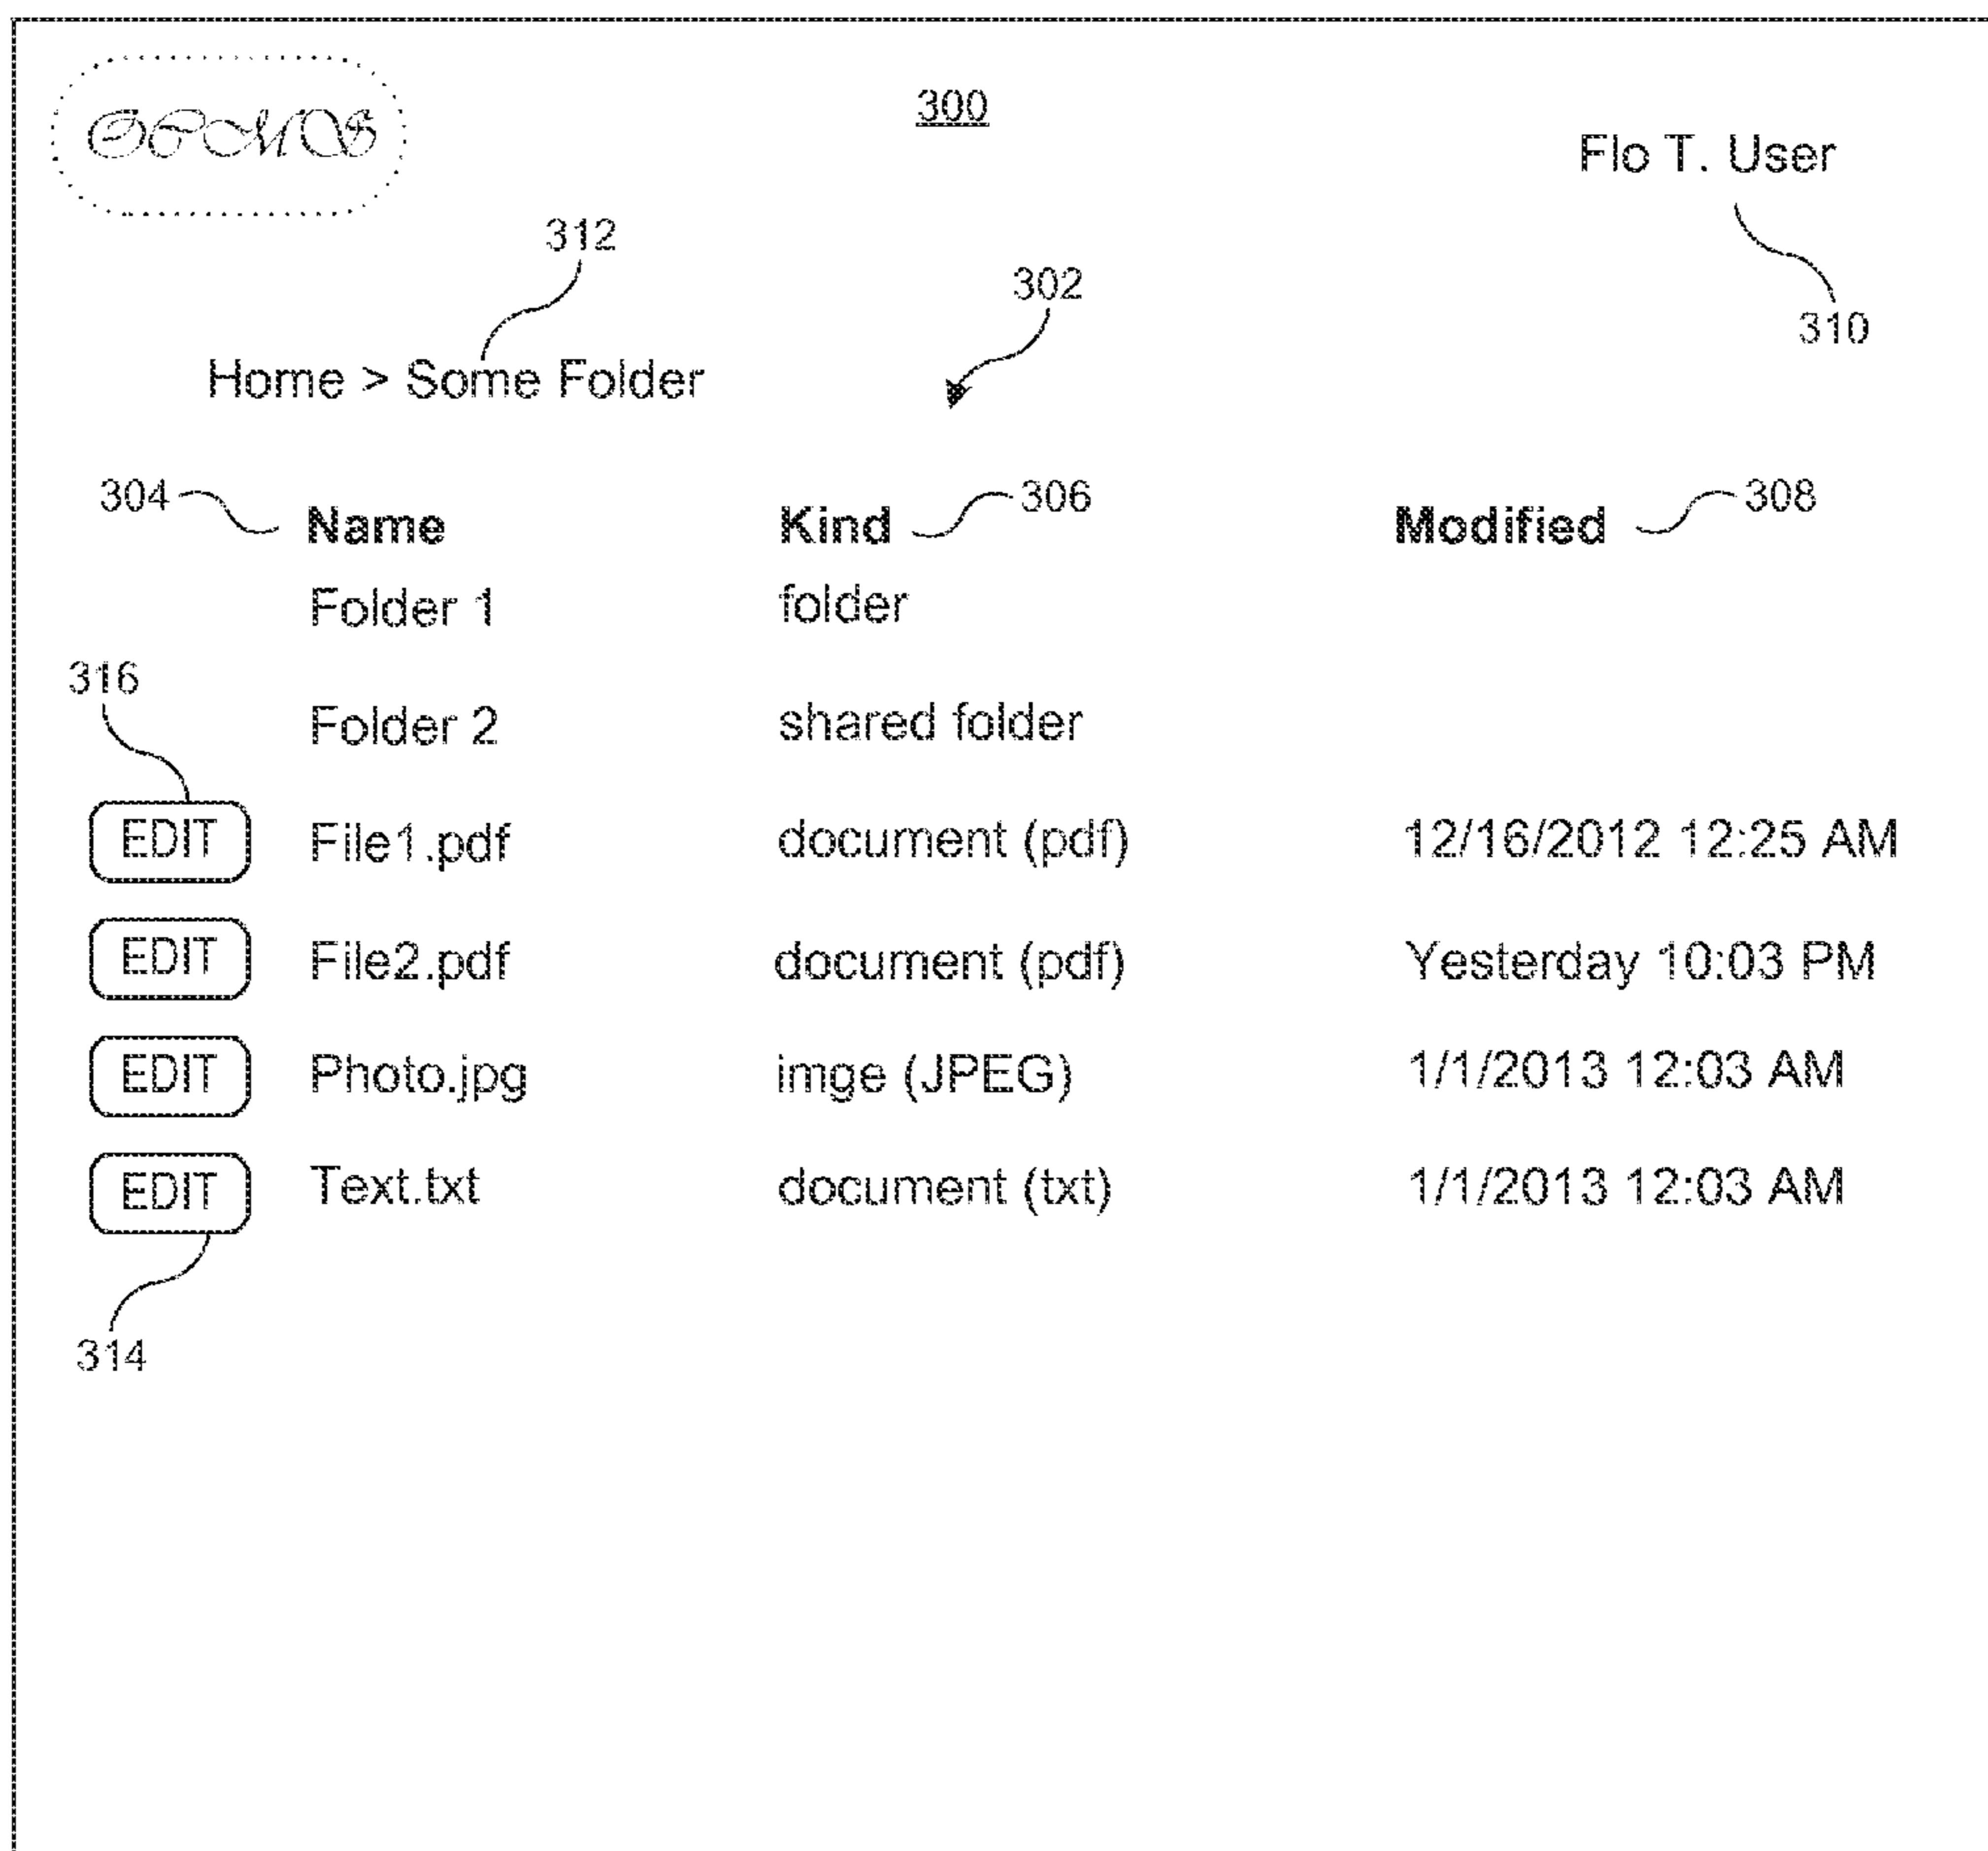 300
Flo T. User
312
302
310
Home > Some Folder
304 Name Kind 306 Modified 308
Folder 1 folder
316
Folder 2 shared folder
EDIT File1.pdf document (pdf) 12/16/2012 12:25 AM
EDIT File2.pdf document (pdf) Yesterday 10:03 PM
EDIT Photo.jpg imge (JPEG) 1/1/2013 12:03 AM
EDIT Text.txt document (txt) 1/1/2013 12:03 AM
314